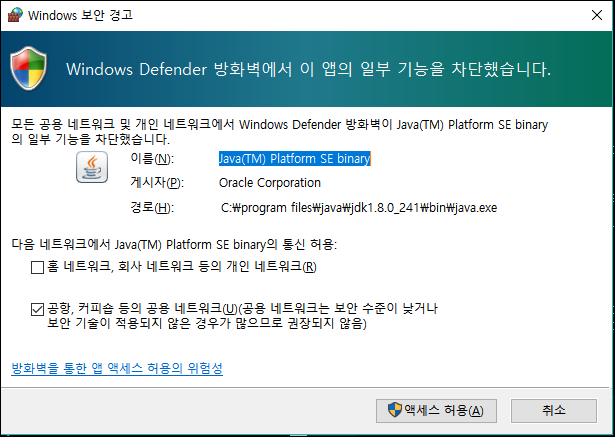 Windows 보안 경고
Windows Defender 방화벽에서 이 앱의 일부 기능을 차단했습니다.
모든 공용 네트워크 및 개인 네트워크에서 Windows Defender 방화벽이 Java(TM) Platform SE binary
의 일부 기능을 차단했습니다.
이름(N): Java(TM) Platform SE binary
게시자(P): Oracle Corporation
경로(H): C:₩program files₩java₩jdk1.8.0_241₩bin₩java.exe
다음 네트워크에서 Java(TM) Platform SE binary의 통신 허용:
홈 네트워크, 회사 네트워크 등의 개인 네트워크(R)
공항, 커피숍 등의 공용 네트워크(U)(공용 네트워크는 보안 수준이 낮거나
보안 기술이 적용되지 않은 경우가 많으므로 권장되지 않음)
방화벽을 통한 앱 액세스 허용의 위험성
액세스 허용(A)
취소